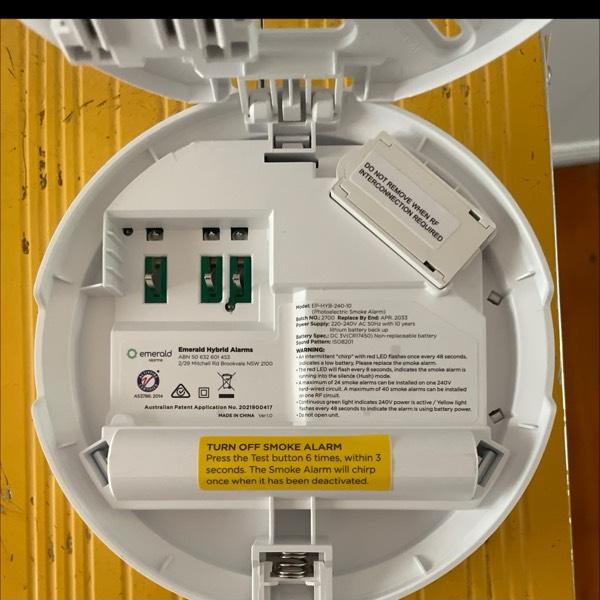 DO NOT REMOVE WHEN RF
INTERCONNECTION REQUIRED
Model: EP-HYB-240-10
(Photoelectric Smoke Alarm)
Batch NO.: 2700 Replace By End: APR. 2033
Power Supply: 220-240V AC 50Hz with 10 years
lithium battery back up
Battery Spec.: DC 3V(CR17450) Non-replaceable battery
Sound Pattern: ISO8201
WARNING:
•An intermittent "chirp" with red LED flashes once every 48 seconds,
indicates a low battery. Please replace the smoke alarm.
•The red LED will flash every 8 seconds, indicates the smoke alarm is
running into the silence (Hush) mode.
•A maximum of 24 smoke alarms can be installed on one 240V
hard-wired circuit. A maximum of 40 smoke alarms can be installed
on one RF circuit.
•Continuous green light indicates 240V power is active / Yellow light
flashes every 48 seconds to indicate the alarm is using battery power.
•Do not open unit.
emerald
alarms
Emerald Hybrid Alarms
ABN 50 632 601 453
2/29 Mitchell Rd Brookvale NSW 2100
AS3786: 2014
Australian Patent Application No. 2021900417
MADE IN CHINA Ver1.0
TURN OFF SMOKE ALARM
Press the Test button 6 times, within 3
seconds. The Smoke Alarm will chirp
once when it has been deactivated.